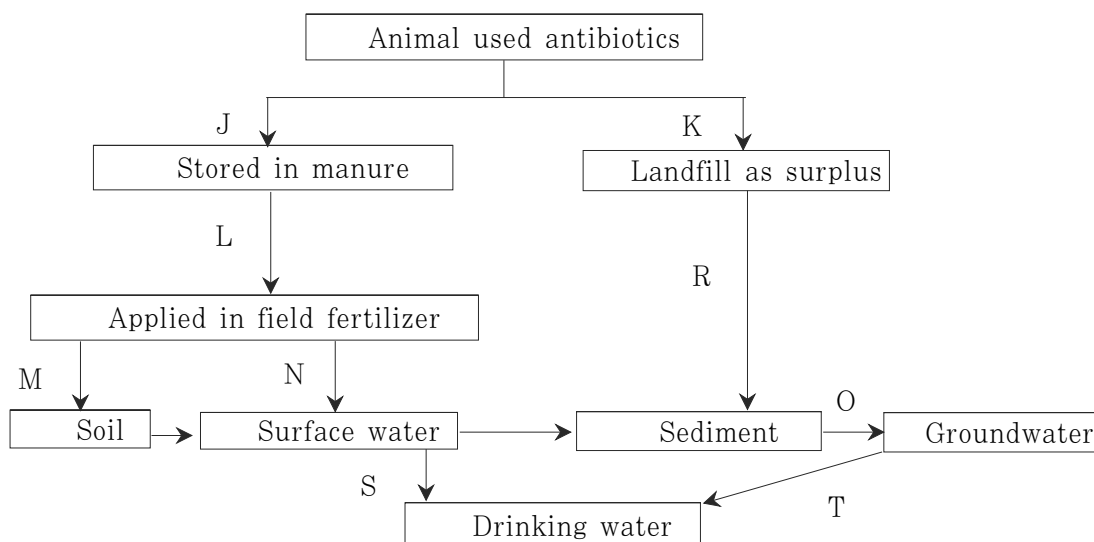 Animal used antibiotics
J
K
Stored in manure
Landfill as surplus
L
R
Applied in field fertilizer
M
N
O
Soil
Surface water
Sediment
Groundwater
S
T
Drinking water